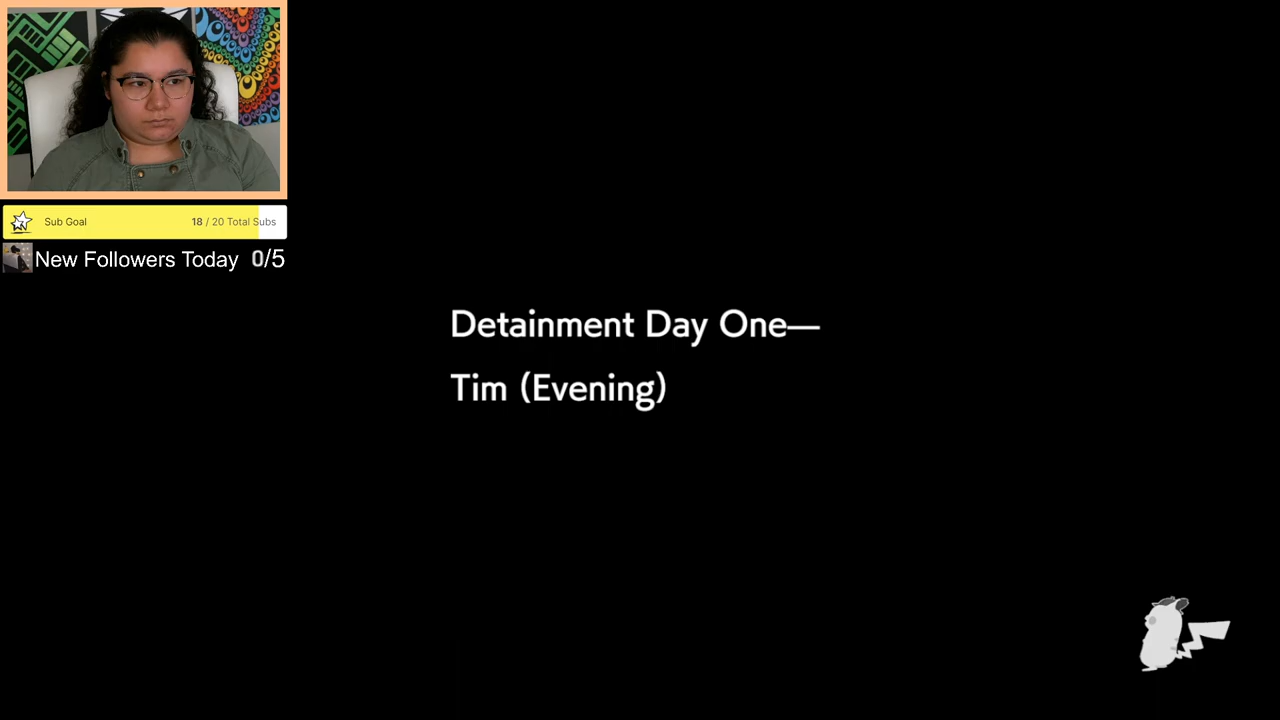 Sub Goal 18 / 20 Total Subs
New Followers Today 0/5
Detainment Day One—
Tim (Evening)